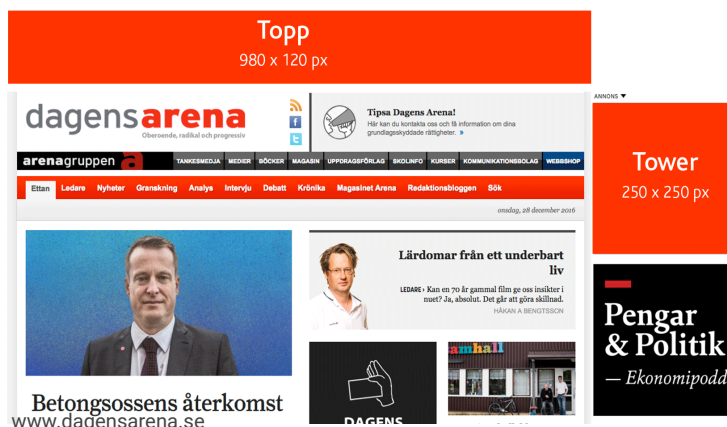 Topp
980 x 120 px
ANNONS ▼
dagensarena
Oberoende, radikal och progressiv
Tipsa Dagens Arena!
Här kan du kontakta oss och få information om dina
grundlagsskyddade rättigheter. »
Tower
250 x 250 px
arenagruppen a
TANKESMEDJA MEDIER BÖCKER MAGASIN UPPDRAGSFÖRLAG SKOLINFO KURSER KOMMUNIKATIONSBOLAG WEBBSHOP
Ettan Ledare Nyheter Granskning Analys Intervju Debatt Krönika Magasinet Arena Redaktionsbloggen Sök
onsdag, 28 december 2016
Lärdomar från ett underbart
liv
LEDARE › Kan en 70 år gammal film ge oss insikter i
nuet? Ja, absolut. Det går att göra skillnad.
HÅKAN A BENGTSSON
Pengar
& Politik
— Ekonomipodd
samhall
Betongsossens återkomst
DAGENS
www.dagensarena.se